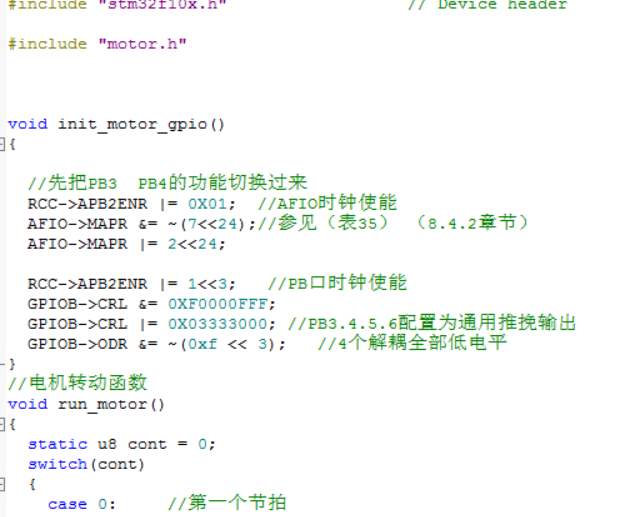 #include "stm32f10x.h"                  // Device header
#include "motor.h"
void init_motor_gpio()
{
  //先把PB3  PB4的功能切换过来
  RCC->APB2ENR |= 0X01;  //AFIO时钟使能
  AFIO->MAPR &= ~(7<<24);//参见（表35） （8.4.2章节）
  AFIO->MAPR |= 2<<24;
  RCC->APB2ENR |= 1<<3;   //PB口时钟使能
  GPIOB->CRL &= 0XF0000FFF;
  GPIOB->CRL |= 0X03333000; //PB3.4.5.6配置为通用推挽输出
  GPIOB->ODR &= ~(0xf << 3);   //4个解耦全部低电平
}
//电机转动函数
void run_motor()
{
  static u8 cont = 0;
  switch(cont)
  {
    case 0:     //第一个节拍